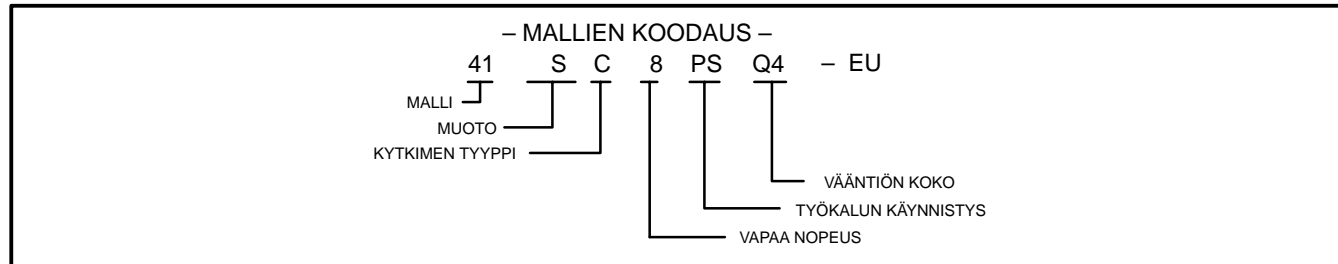 – MALLIEN KOODAUS –
41 S C 8 PS Q4 – EU
MALLI
MUOTO
KYTKIMEN TYYPPI
VÄÄNTIÖN KOKO
TYÖKALUN KÄYNNISTYS
VAPAA NOPEUS